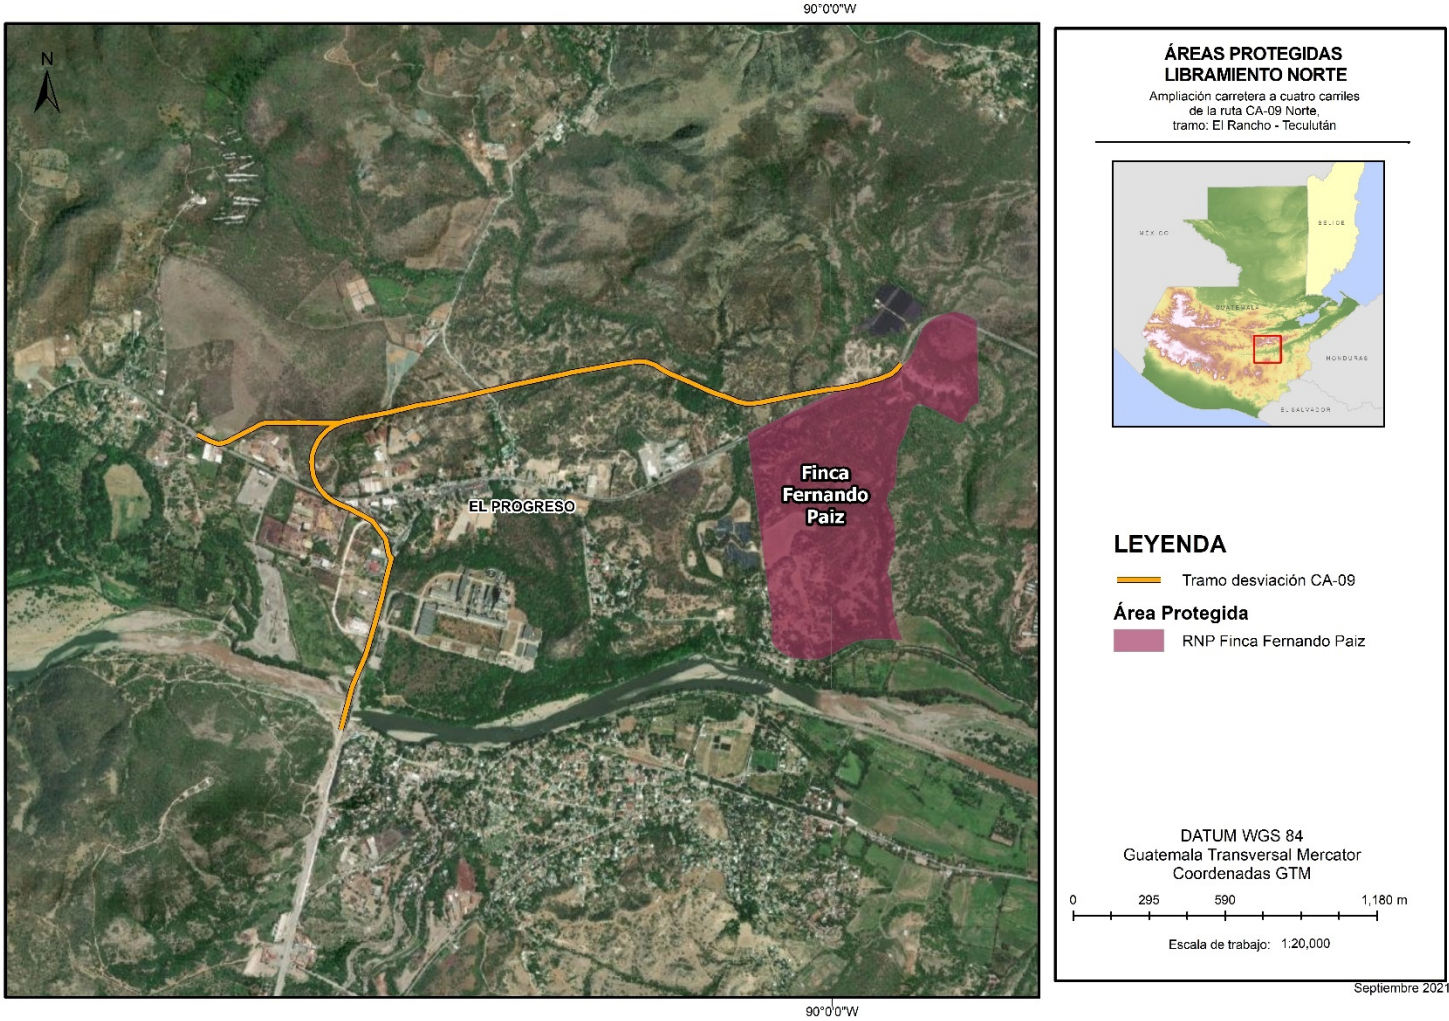 90°0'0"W
N
Finca
Fernando
Paiz
EL PROGRESO
90°0'0"W
ÁREAS PROTEGIDAS
LIBRAMIENTO NORTE
Ampliación carretera a cuatro carriles
de la ruta CA-09 Norte,
tramo: El Rancho - Teculután
MÉXICO
BELICE
GUATEMALA
HONDURAS
EL SALVADOR
LEYENDA
Tramo desviación CA-09
Área Protegida
RNP Finca Fernando Paiz
DATUM WGS 84
Guatemala Transversal Mercator
Coordenadas GTM
0 295 590 1,180 m
Escala de trabajo: 1:20,000
Septiembre 2021